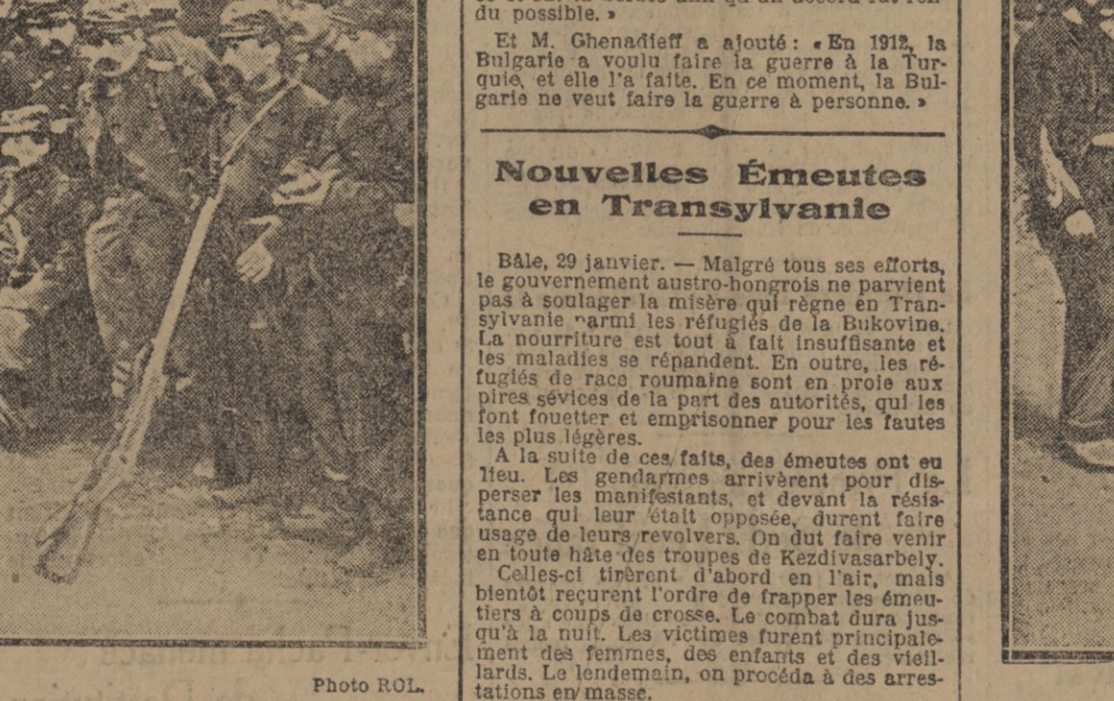 du possible. »
Et M. Ghenadieff a ajouté : « En 1912, la
Bulgarie a voulu faire la guerre à la Tur-
quie, et elle l'a faite. En ce moment, la Bul-
garie ne veut faire la guerre à personne. »
Nouvelles Émeutes
en Transylvanie
Bâle, 29 janvier. — Malgré tous ses efforts,
le gouvernement austro-hongrois ne parvient
pas à soulager la misère qui règne en Tran-
sylvanie parmi les réfugiés de la Bukovine.
La nourriture est tout à fait insuffisante et
les maladies se répandent. En outre, les ré-
fugiés de race roumaine sont en proie aux
pires sévices de la part des autorités, qui les
font fouetter et emprisonner pour les fautes
les plus légères.
A la suite de ces faits, des émeutes ont eu
lieu. Les gendarmes arrivèrent pour dis-
perser les manifestants, et devant la résis-
tance qui leur était opposée, durent faire
usage de leurs revolvers. On dut faire venir
en toute hâte des troupes de Kezdivasarbely.
Celles-ci tirèrent d'abord en l'air, mais
bientôt reçurent l'ordre de frapper les émeu-
tiers à coups de crosse. Le combat dura jus-
qu'à la nuit. Les victimes furent principale-
ment des femmes, des enfants et des vieil-
lards. Le lendemain, on procéda à des arres-
tations en masse.
Photo ROL.